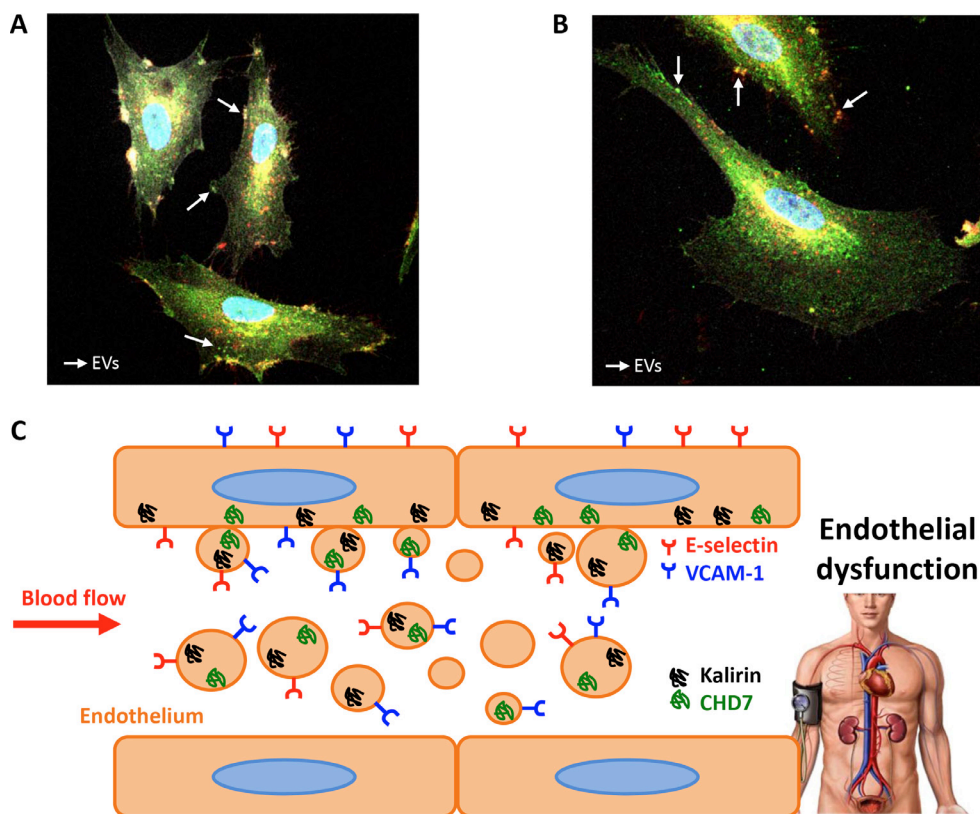 A
B
EVs
EVs
C
E-selectin
VCAM-1
Endothelial
dysfunction
Blood flow
Kalirin
CHD7
Endothelium